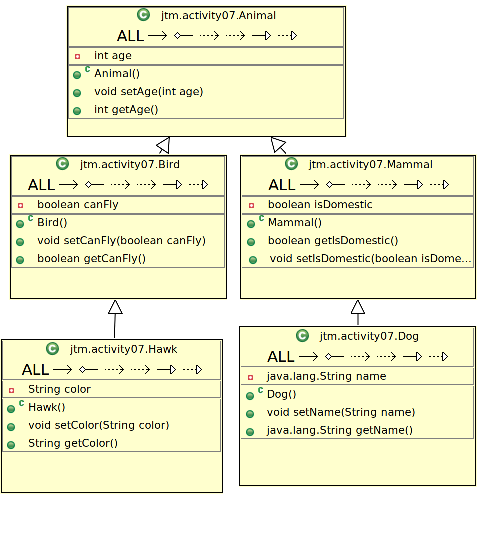 jtm.activity07.Animal
ALL
int age
Animal()
void setAge(int age)
int getAge()
jtm.activity07.Bird
ALL
boolean canFly
Bird()
void setCanFly(boolean canFly)
boolean getCanFly()
jtm.activity07.Mammal
ALL
boolean isDomestic
Mammal()
boolean getIsDomestic()
void setIsDomestic(boolean isDome...
jtm.activity07.Hawk
ALL
String color
Hawk()
void setColor(String color)
String getColor()
jtm.activity07.Dog
ALL
java.lang.String name
Dog()
void setName(String name)
java.lang.String getName()